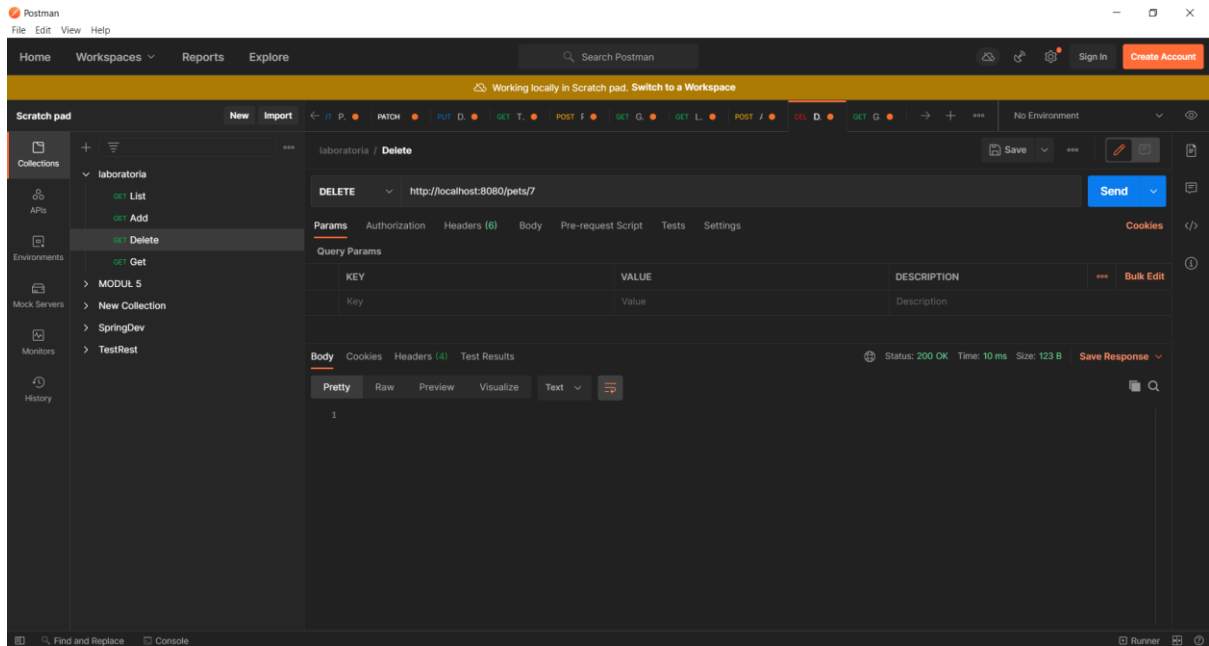 Postman
File Edit View Help
Home Workspaces Reports Explore Search Postman Sign In Create Account
Working locally in Scratch pad. Switch to a Workspace
Scratch pad New Import JT P. PATCH PUT D. GET T. POST F GET G. GET L. POST A DEL D. GET G. No Environment
Collections
APIs
Environments
Mock Servers
Monitors
History
laboratoria
GET List
GET Add
GET Delete
GET Get
MODUŁ 5
New Collection
SpringDev
TestRest
laboratoria / Delete Save
DELETE http://localhost:8080/pets/7 Send
Params Authorization Headers (6) Body Pre-request Script Tests Settings Cookies
Query Params
KEY VALUE DESCRIPTION Bulk Edit
Key Value Description
Body Cookies Headers (4) Test Results Status: 200 OK Time: 10 ms Size: 123 B Save Response
Pretty Raw Preview Visualize Text
1
Find and Replace Console Runner